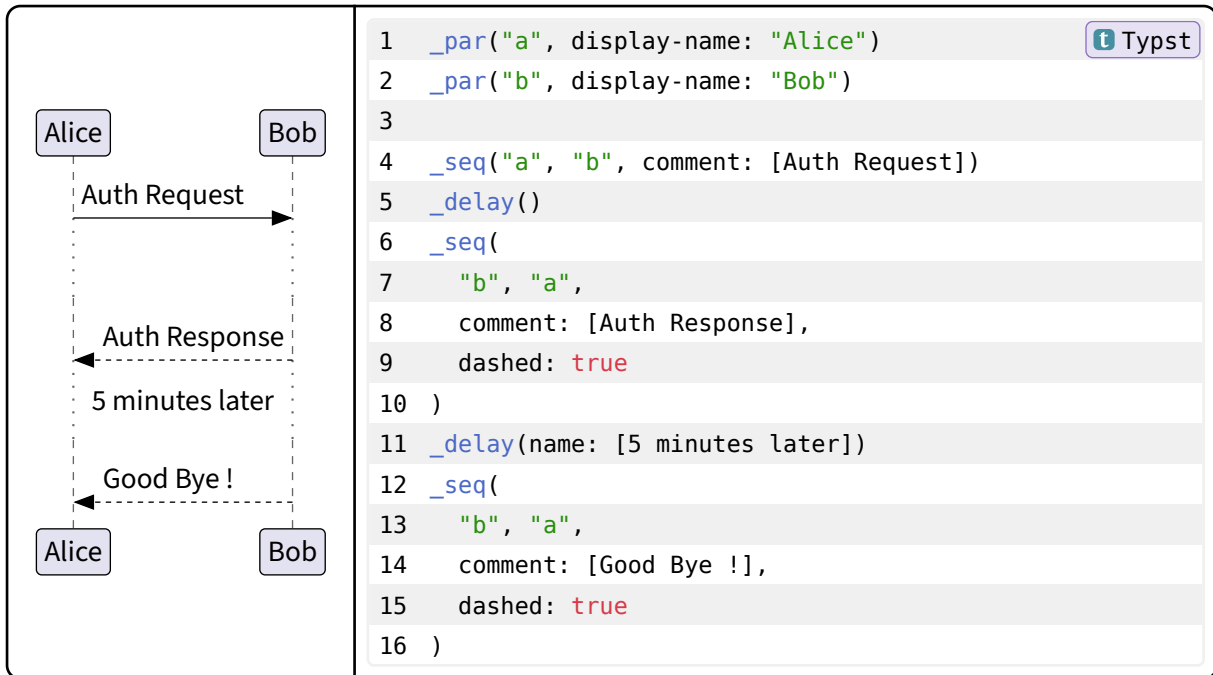 Alice Bob
Auth Request
Auth Response
5 minutes later
Good Bye !
Alice Bob
Typst
1 _par("a", display-name: "Alice")
2 _par("b", display-name: "Bob")
3
4 _seq("a", "b", comment: [Auth Request])
5 _delay()
6 _seq(
7   "b", "a",
8   comment: [Auth Response],
9   dashed: true
10 )
11 _delay(name: [5 minutes later])
12 _seq(
13   "b", "a",
14   comment: [Good Bye !],
15   dashed: true
16 )